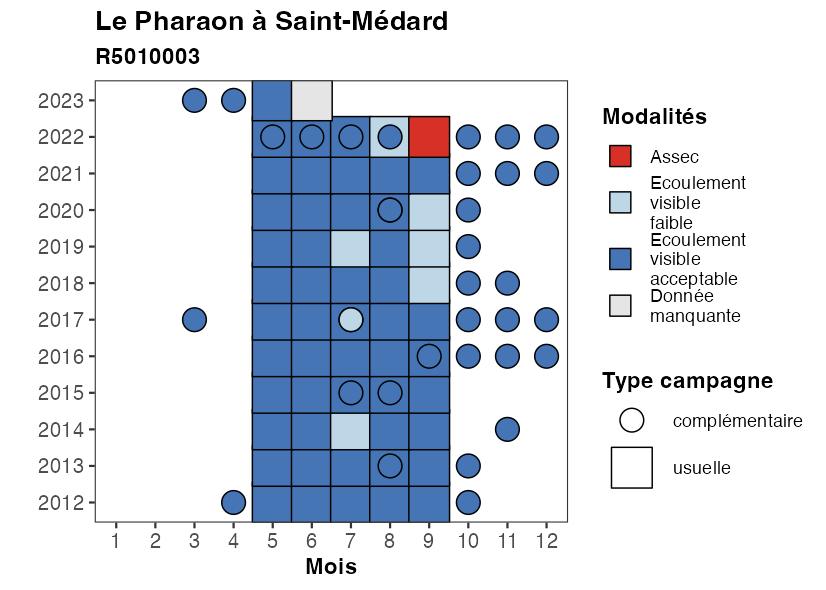 Le Pharaon à Saint-Médard
R5010003
2023
2022
2021
2020
2019
2018
2017
2016
2015
2014
2013
2012
1 2 3 4 5 6 7 8 9 10 11 12
Mois
Modalités
Assec
Ecoulement
visible
faible
Ecoulement
visible
acceptable
Donnée
manquante
Type campagne
complémentaire
usuelle